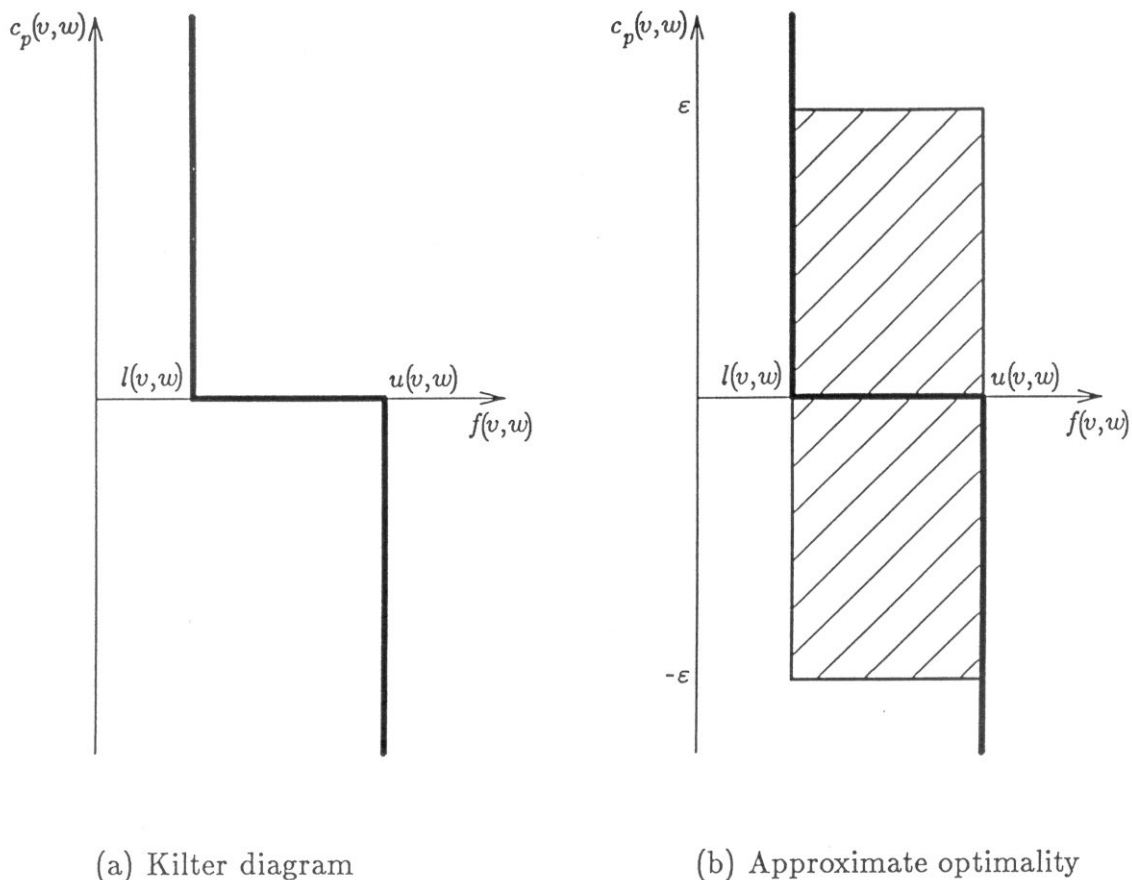 c_p(v,w)
l(v,w)
u(v,w)
f(v,w)
(a) Kilter diagram
c_p(v,w)
ε
l(v,w)
u(v,w)
f(v,w)
-ε
(b) Approximate optimality